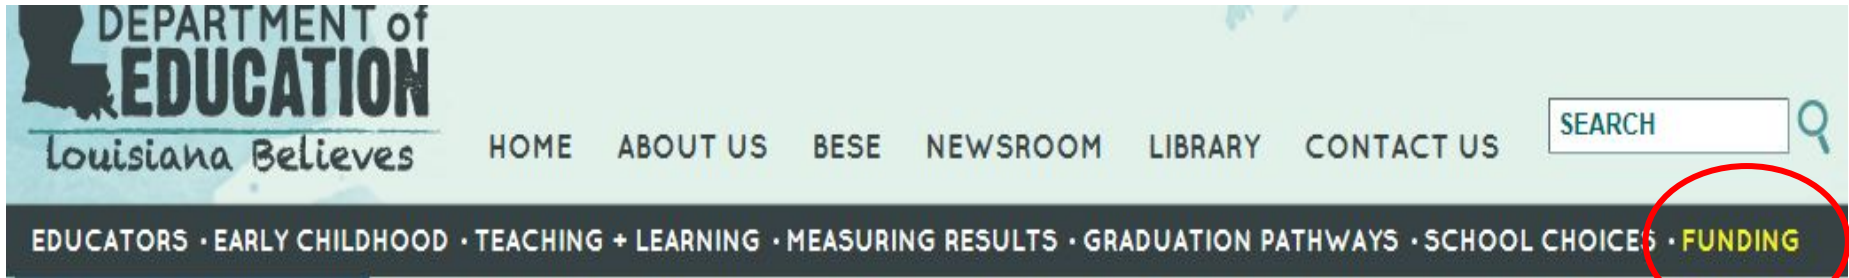 DEPARTMENT of
EDUCATION
Louisiana Believes
HOME ABOUT US BESE NEWSROOM LIBRARY CONTACT US
SEARCH
EDUCATORS · EARLY CHILDHOOD · TEACHING + LEARNING · MEASURING RESULTS · GRADUATION PATHWAYS · SCHOOL CHOICES · FUNDING